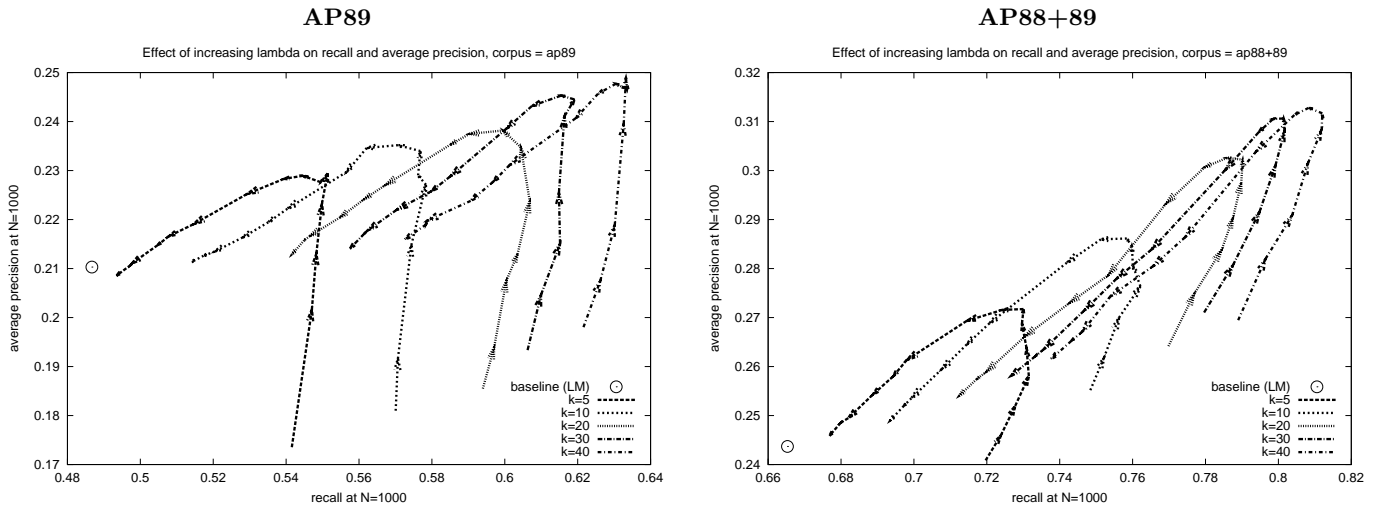 AP89
Effect of increasing lambda on recall and average precision, corpus = ap89
0.25
0.24
0.23
0.22
0.21
0.2
0.19
0.18
0.17
average precision at N=1000
0.48 0.5 0.52 0.54 0.56 0.58 0.6 0.62 0.64
recall at N=1000
baseline (LM)
k=5
k=10
k=20
k=30
k=40
AP88+89
Effect of increasing lambda on recall and average precision, corpus = ap88+89
0.32
0.31
0.3
0.29
0.28
0.27
0.26
0.25
0.24
average precision at N=1000
0.66 0.68 0.7 0.72 0.74 0.76 0.78 0.8 0.82
recall at N=1000
baseline (LM)
k=5
k=10
k=20
k=30
k=40